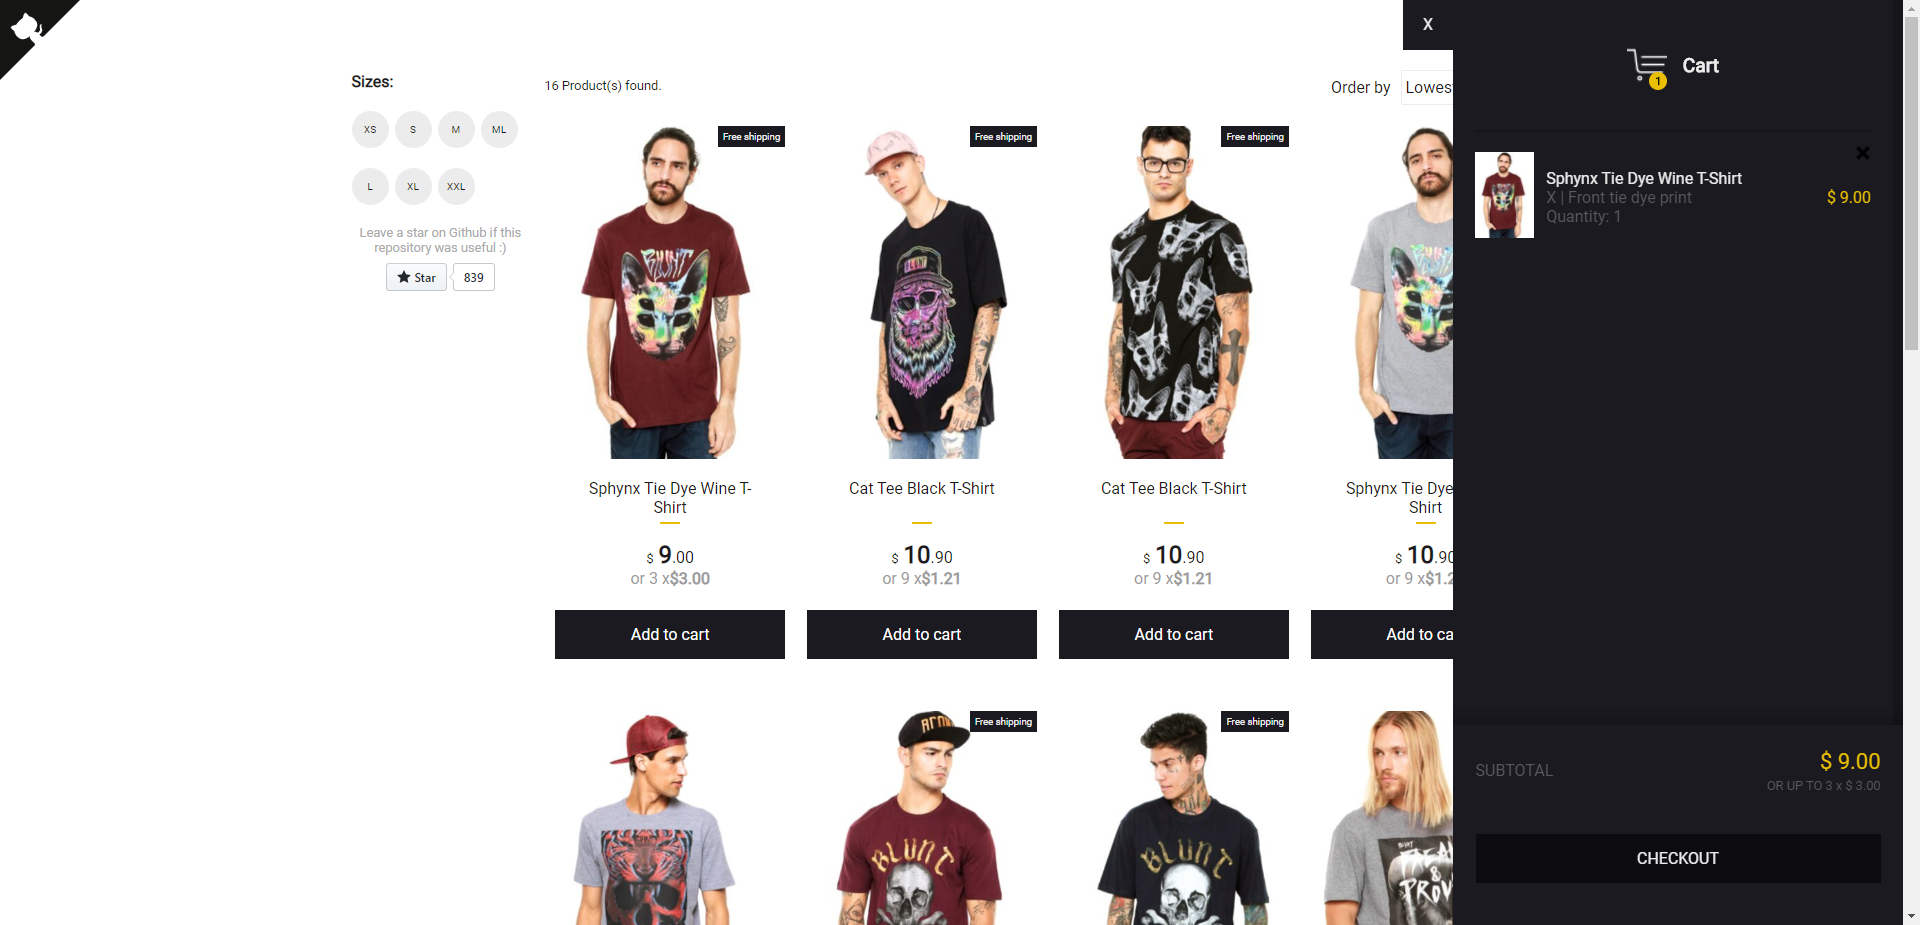 X
Cart
1
Sizes:
16 Product(s) found.
Order by
Lowes
XS
S
M
ML
L
XL
XXL
Leave a star on Github if this
repository was useful :)
Star
839
Free shipping
Free shipping
Free shipping
BLUNT
Sphynx Tie Dye Wine T-
Shirt
$ 9.00
or 3 x$3.00
Add to cart
Cat Tee Black T-Shirt
$ 10.90
or 9 x$1.21
Add to cart
Cat Tee Black T-Shirt
$ 10.90
or 9 x$1.21
Add to cart
Sphynx Tie Dye
Shirt
$ 10.90
or 9 x$1.2
Add to ca
Free shipping
Free shipping
BLUNT
BLUNT
Sphynx Tie Dye Wine T-Shirt
X | Front tie dye print
Quantity: 1
$ 9.00
SUBTOTAL
$ 9.00
OR UP TO 3 x $ 3.00
CHECKOUT